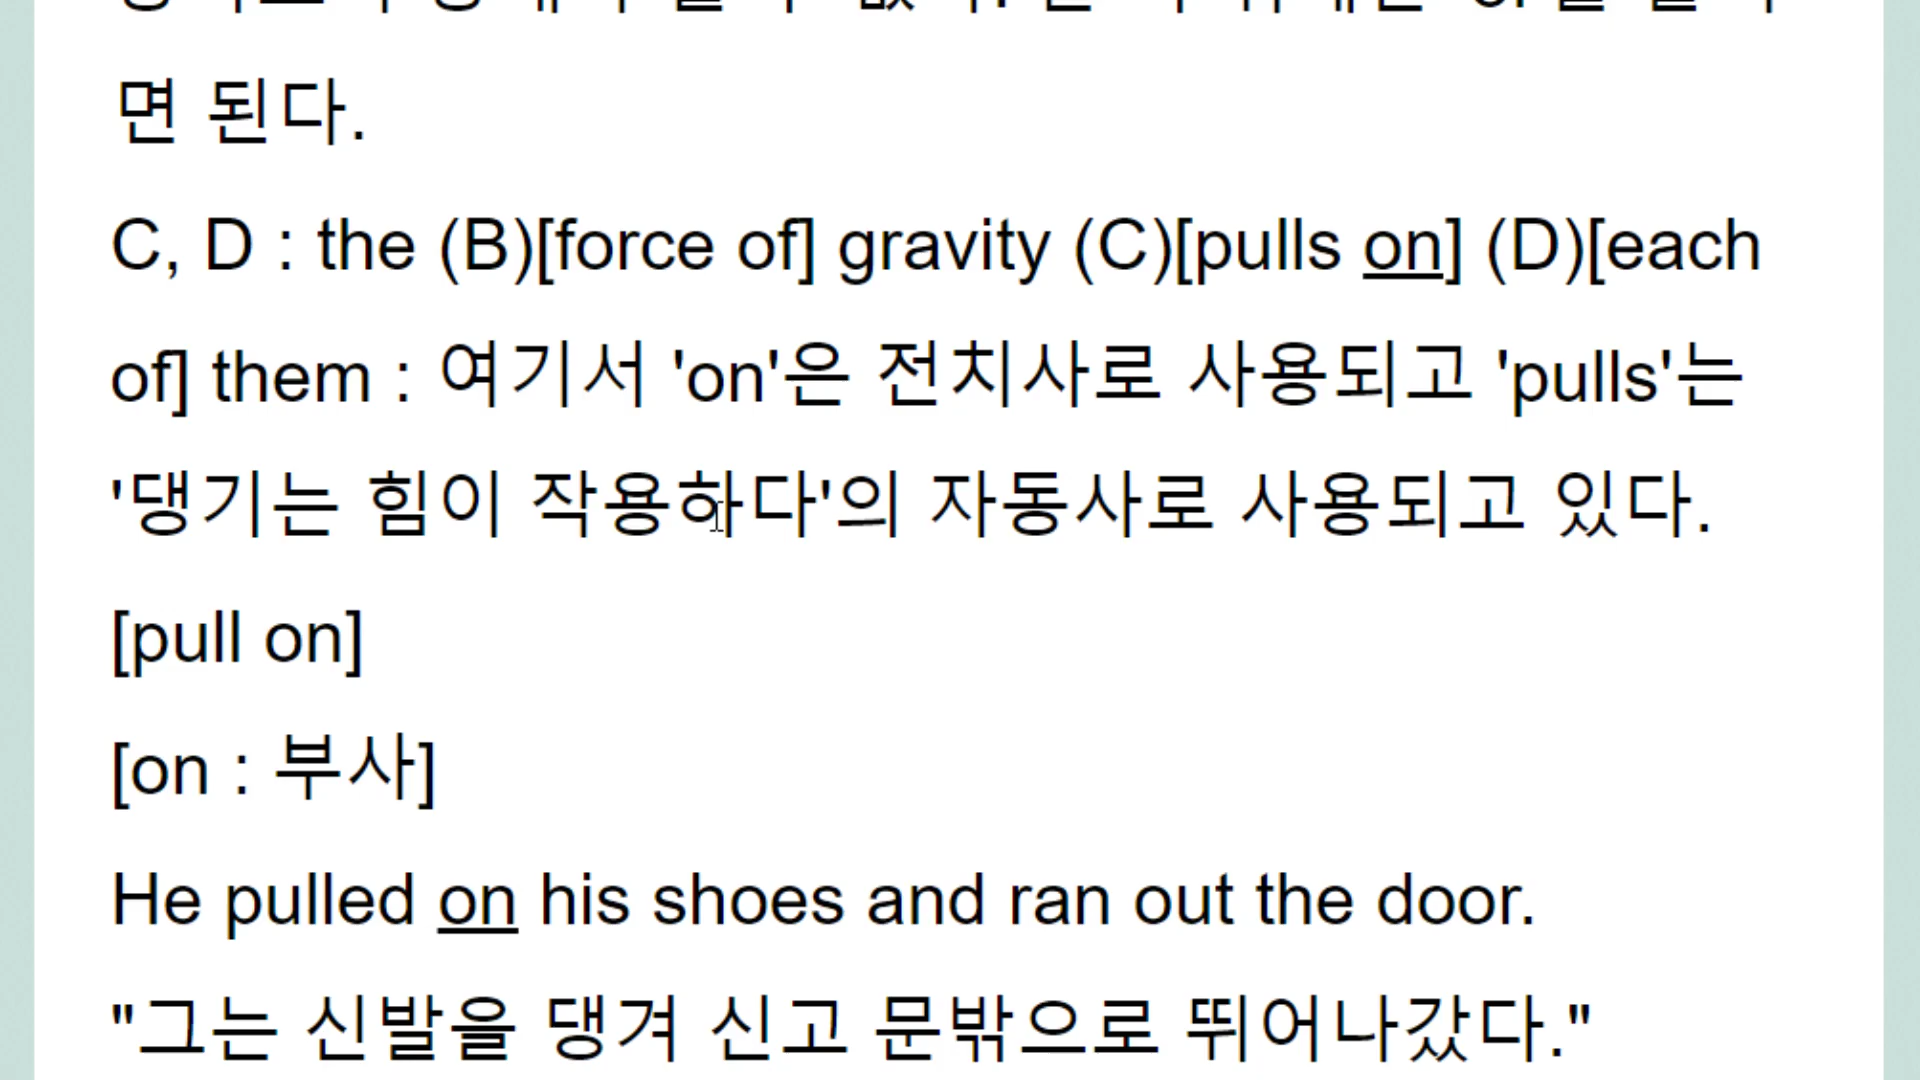 면 된다.
C, D : the (B)[force of] gravity (C)[pulls on] (D)[each
of] them : 여기서 'on'은 전치사로 사용되고 'pulls'는
'댕기는 힘이 작용하다'의 자동사로 사용되고 있다.
[pull on]
[on : 부사]
He pulled on his shoes and ran out the door.
"그는 신발을 댕겨 신고 문밖으로 뛰어나갔다."